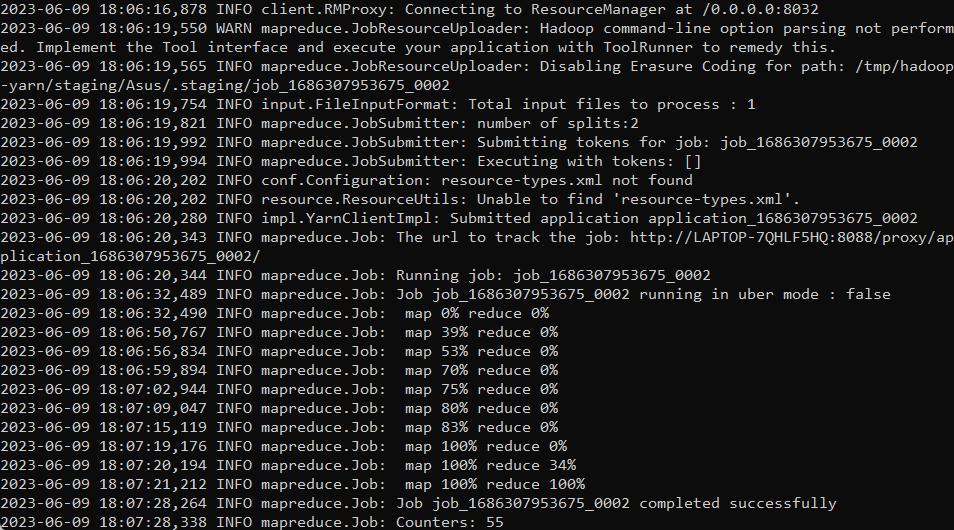 2023-06-09 18:06:16,878 INFO client.RMProxy: Connecting to ResourceManager at /0.0.0.0:8032
2023-06-09 18:06:19,550 WARN mapreduce.JobResourceUploader: Hadoop command-line option parsing not perform
ed. Implement the Tool interface and execute your application with ToolRunner to remedy this.
2023-06-09 18:06:19,565 INFO mapreduce.JobResourceUploader: Disabling Erasure Coding for path: /tmp/hadoop
-yarn/staging/Asus/.staging/job_1686307953675_0002
2023-06-09 18:06:19,754 INFO input.FileInputFormat: Total input files to process : 1
2023-06-09 18:06:19,821 INFO mapreduce.JobSubmitter: number of splits:2
2023-06-09 18:06:19,992 INFO mapreduce.JobSubmitter: Submitting tokens for job: job_1686307953675_0002
2023-06-09 18:06:19,994 INFO mapreduce.JobSubmitter: Executing with tokens: []
2023-06-09 18:06:20,202 INFO conf.Configuration: resource-types.xml not found
2023-06-09 18:06:20,202 INFO resource.ResourceUtils: Unable to find 'resource-types.xml'.
2023-06-09 18:06:20,280 INFO impl.YarnClientImpl: Submitted application application_1686307953675_0002
2023-06-09 18:06:20,343 INFO mapreduce.Job: The url to track the job: http://LAPTOP-7QHLF5HQ:8088/proxy/ap
plication_1686307953675_0002/
2023-06-09 18:06:20,344 INFO mapreduce.Job: Running job: job_1686307953675_0002
2023-06-09 18:06:32,489 INFO mapreduce.Job: Job job_1686307953675_0002 running in uber mode : false
2023-06-09 18:06:32,490 INFO mapreduce.Job:  map 0% reduce 0%
2023-06-09 18:06:50,767 INFO mapreduce.Job:  map 39% reduce 0%
2023-06-09 18:06:56,834 INFO mapreduce.Job:  map 53% reduce 0%
2023-06-09 18:06:59,894 INFO mapreduce.Job:  map 70% reduce 0%
2023-06-09 18:07:02,944 INFO mapreduce.Job:  map 75% reduce 0%
2023-06-09 18:07:09,047 INFO mapreduce.Job:  map 80% reduce 0%
2023-06-09 18:07:15,119 INFO mapreduce.Job:  map 83% reduce 0%
2023-06-09 18:07:19,176 INFO mapreduce.Job:  map 100% reduce 0%
2023-06-09 18:07:20,194 INFO mapreduce.Job:  map 100% reduce 34%
2023-06-09 18:07:21,212 INFO mapreduce.Job:  map 100% reduce 100%
2023-06-09 18:07:28,264 INFO mapreduce.Job: Job job_1686307953675_0002 completed successfully
2023-06-09 18:07:28,338 INFO mapreduce.Job: Counters: 55